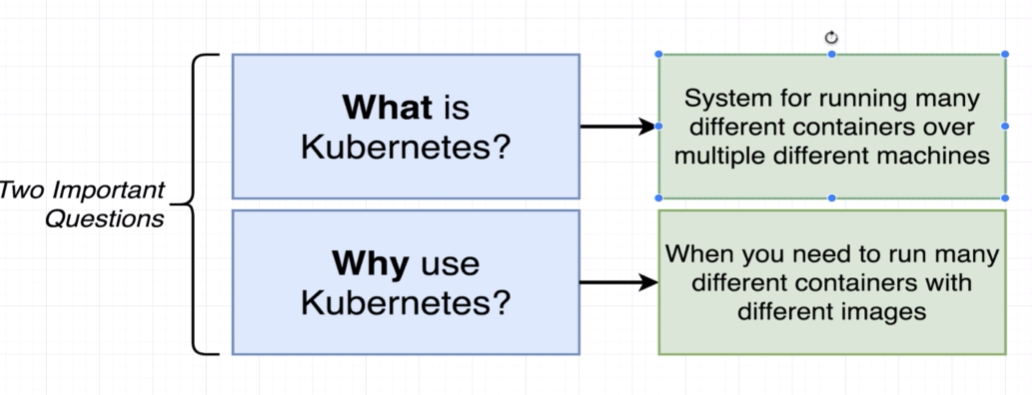 Two Important
Questions
What is
Kubernetes?
System for running many
different containers over
multiple different machines
Why use
Kubernetes?
When you need to run many
different containers with
different images